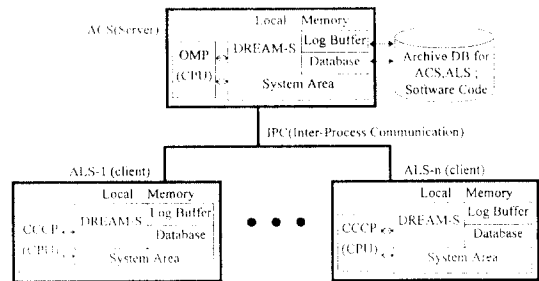 ACS(Server)
Local Memory
Log Buffer
OMP
DREAM-S
(CPU)
Database
System Area
Archive DB for
ACS,ALS ;
Software Code
IPC(Inter-Process Communication)
ALS-1 (client)
Local Memory
Log Buffer
CCCP
DREAM-S
(CPU)
Database
System Area
ALS-n (client)
Local Memory
Log Buffer
CCCP
DREAM-S
(CPU)
Database
System Area